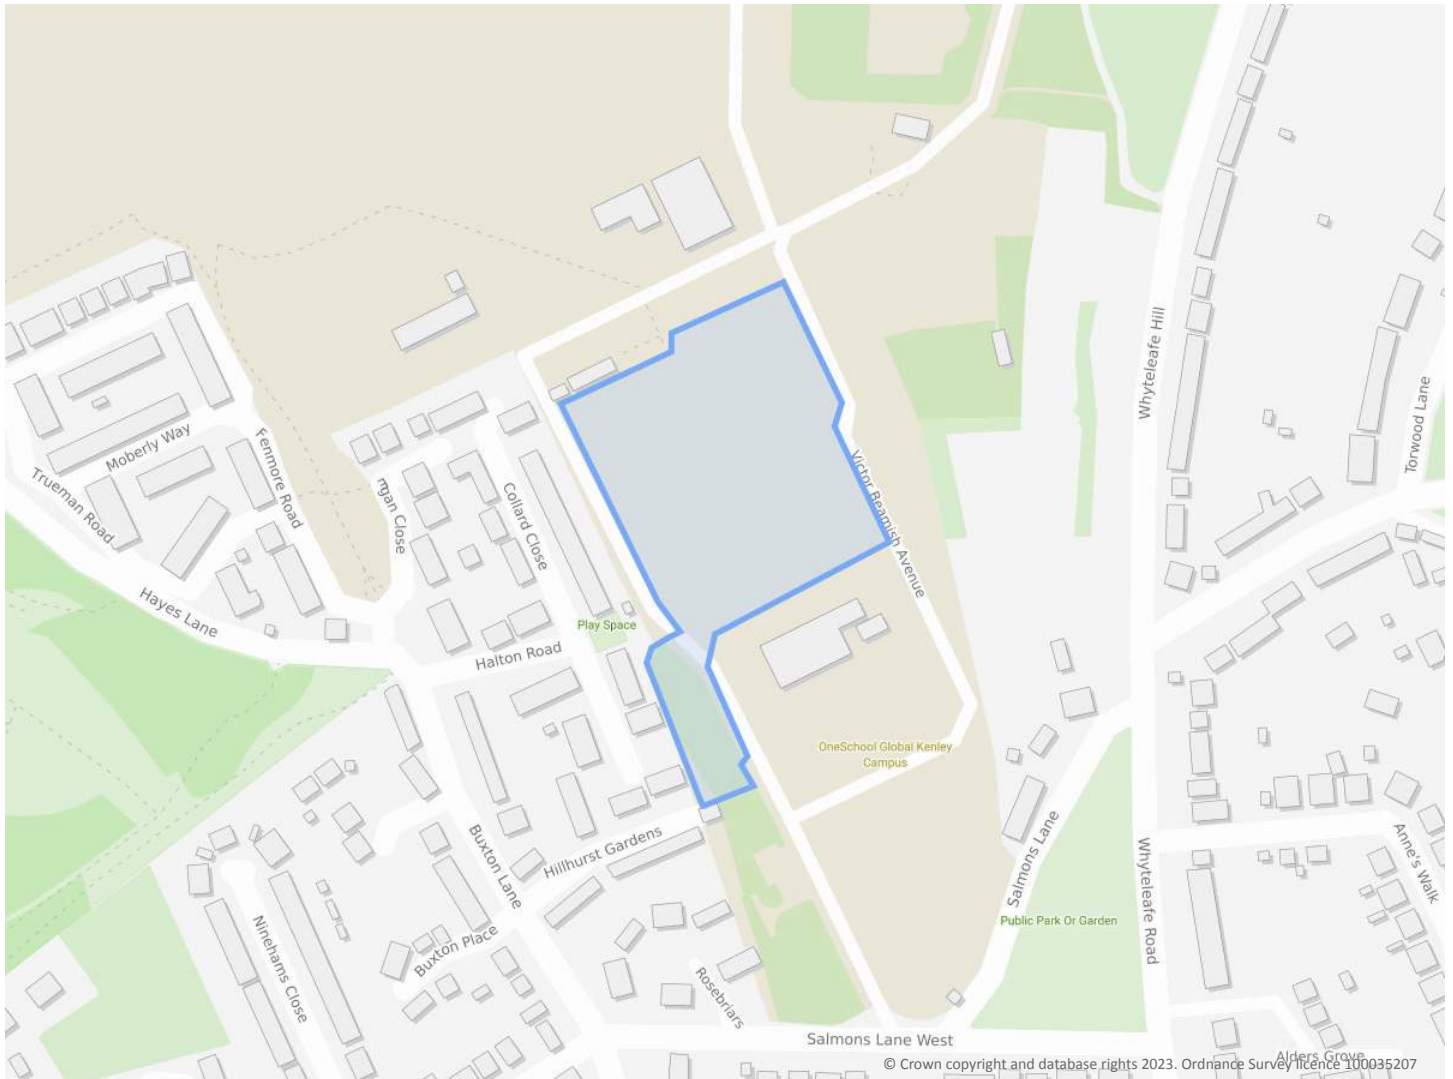 Whyteleafe Hill
Torwood Lane
Moberly Way
Trueman Road
Fenmore Road
rgan Close
Collard Close
Victor Beamish Avenue
Hayes Lane
Play Space
Halton Road
OneSchool Global Kenley
Campus
Hillhurst Gardens
Buxton Lane
Salmons Lane
Whyteleafe Road
Anne's Walk
Public Park Or Garden
Ninehams Close
Buxton Place
Rosebriars
Salmons Lane West
Alders Grove
© Crown copyright and database rights 2023. Ordnance Survey licence 100035207